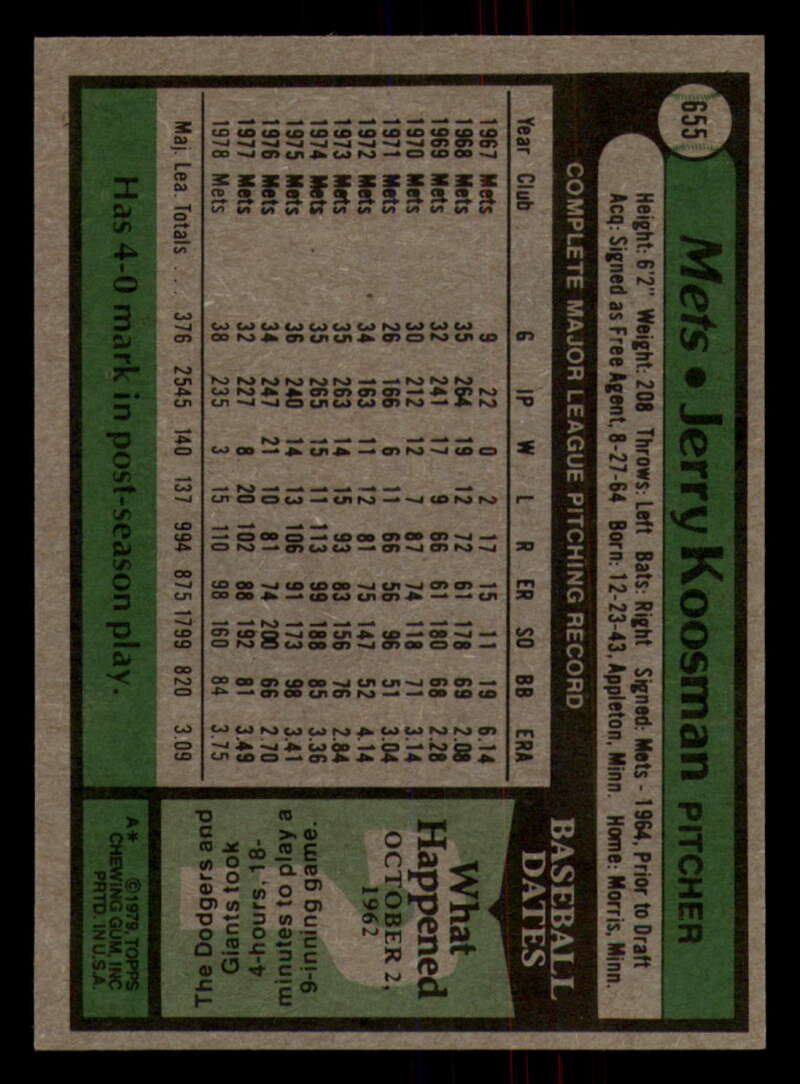 655
Mets • Jerry Koosman PITCHER
Height: 6'2" Weight: 208 Throws: Left Bats: Right Signed: Mets - 1964, Prior to Draft
Acq: Signed as Free Agent, 8-27-64 Born: 12-23-43, Appleton, Minn. Home: Morris, Minn.
COMPLETE MAJOR LEAGUE PITCHING RECORD
Year Club G IP W L R ER SO BB ERA
1967 Mets 9 22 0 2 17 15 11 19 6.14
1968 Mets 35 264 19 12 72 61 178 69 2.08
1969 Mets 32 241 17 9 66 61 180 68 2.28
1970 Mets 30 212 12 7 87 74 118 71 3.14
1971 Mets 26 166 6 11 66 56 96 51 3.04
1972 Mets 34 163 11 12 81 75 147 52 4.14
1973 Mets 35 263 14 15 93 83 156 76 2.84
1974 Mets 35 265 15 11 113 99 188 85 3.36
1975 Mets 36 240 14 13 106 91 173 98 3.41
1976 Mets 34 247 21 10 81 74 200 66 2.70
1977 Mets 32 227 8 20 102 88 192 81 3.49
1978 Mets 38 235 3 15 110 98 160 84 3.75
Maj. Lea. Totals . . . 376 2545 140 137 994 875 1799 820 3.09
Has 4-0 mark in post-season play.
BASEBALL
DATES
What
Happened
OCTOBER 2,
1962
The Dodgers and
Giants took
4-hours, 18-
minutes to play a
9-inning game.
A** ©1979, TOPPS
CHEWING GUM, INC
PRTD. IN U.S.A.